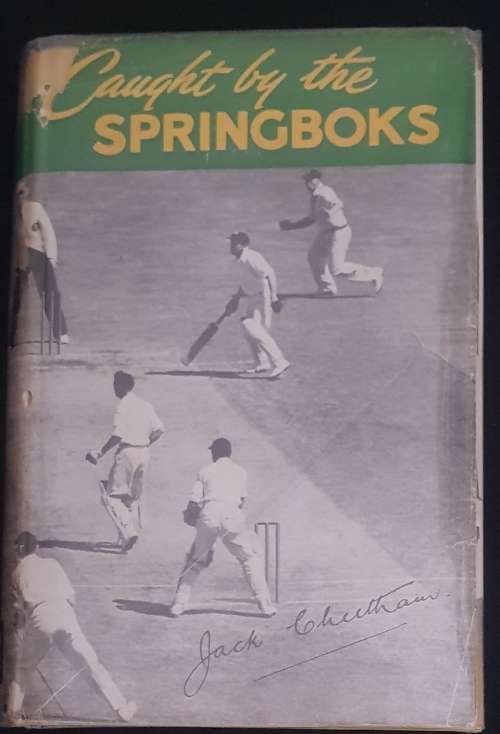 Caught by the
SPRINGBOKS
Jack Cheetham